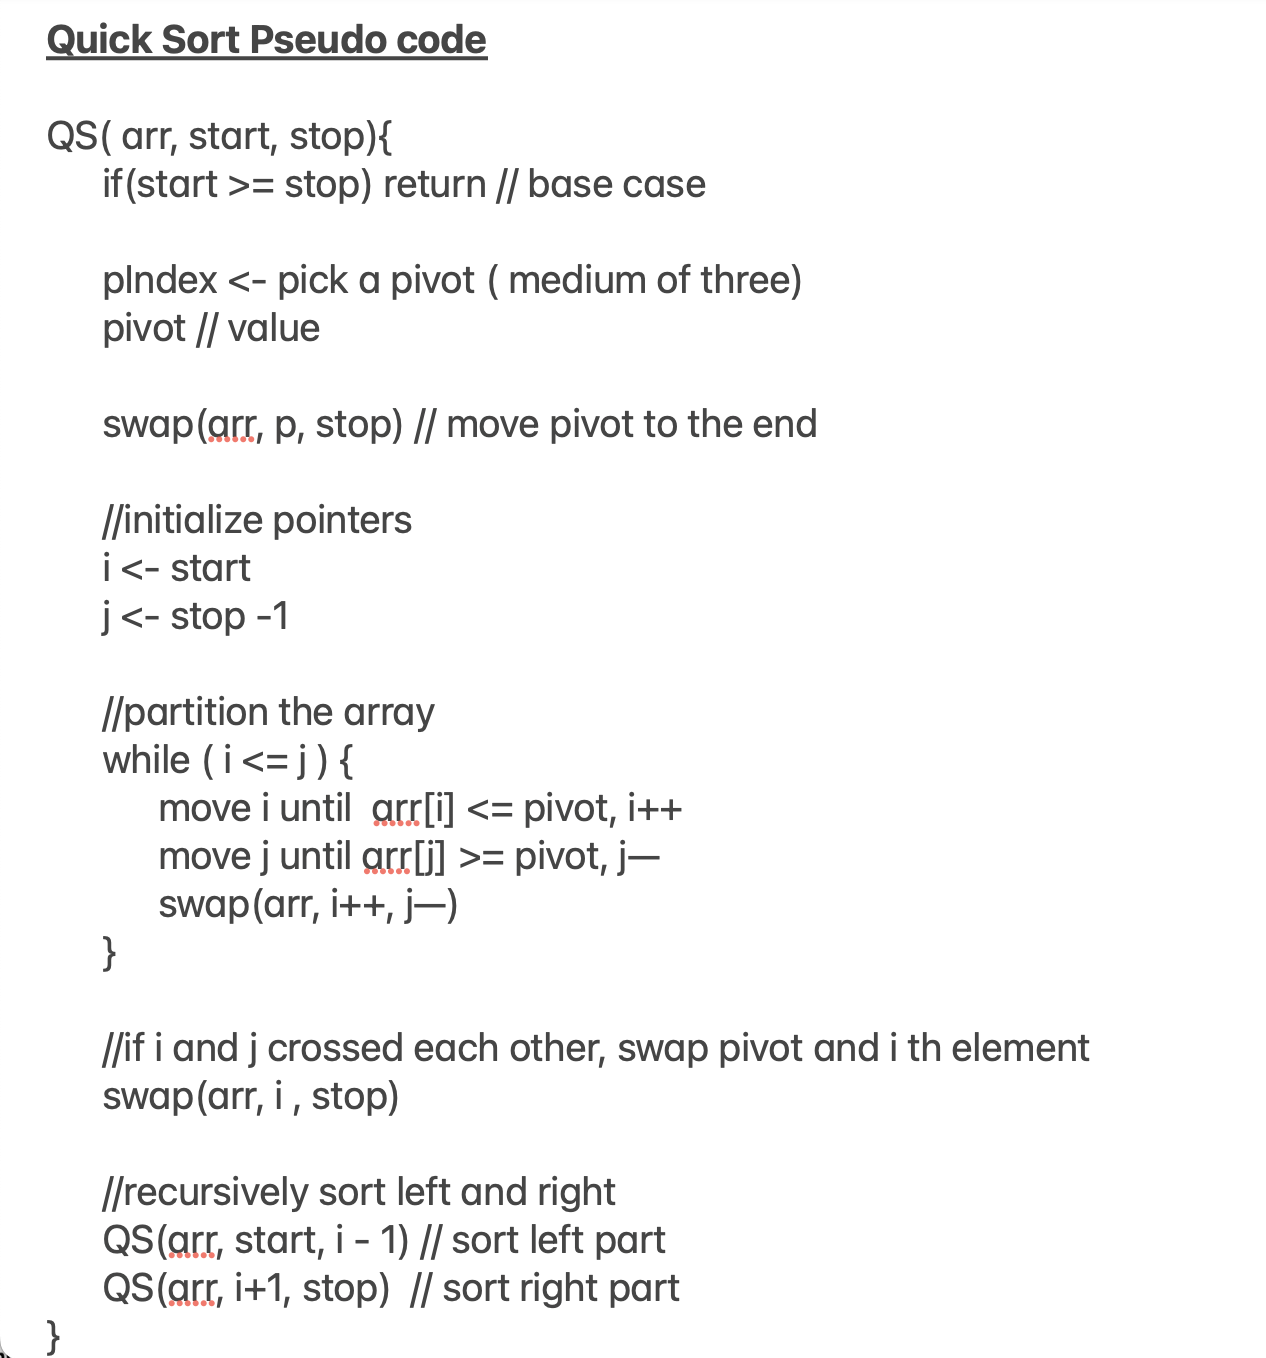 Quick Sort Pseudo code
QS( arr, start, stop){
if(start >= stop) return // base case
pIndex <- pick a pivot ( medium of three)
pivot // value
swap(arr, p, stop) // move pivot to the end
//initialize pointers
i <- start
j <- stop -1
//partition the array
while ( i <= j ) {
move i until  arr[i] <= pivot, i++
move j until arr[j] >= pivot, j—
swap(arr, i++, j—)
}
//if i and j crossed each other, swap pivot and i th element
swap(arr, i , stop)
//recursively sort left and right
QS(arr, start, i - 1) // sort left part
QS(arr, i+1, stop)  // sort right part
}